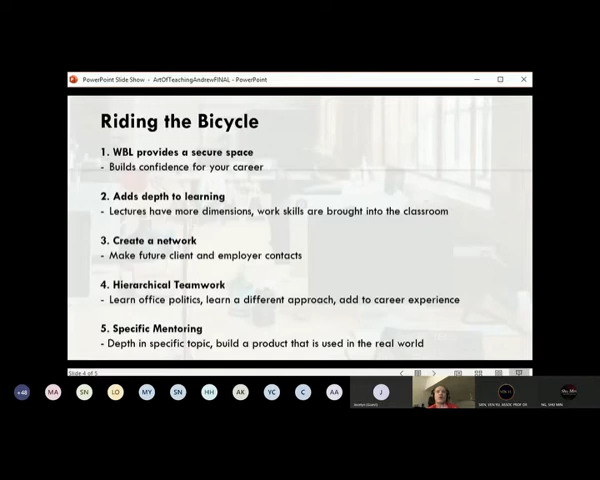 PowerPoint Slide Show - ArtOfTeachingAndrewFINAL - PowerPoint
Riding the Bicycle
1. WBL provides a secure space
- Builds confidence for your career
2. Adds depth to learning
- Lectures have more dimensions, work skills are brought into the classroom
3. Create a network
- Make future client and employer contacts
4. Hierarchical Teamwork
- Learn office politics, learn a different approach, add to career experience
5. Specific Mentoring
- Depth in specific topic, build a product that is used in the real world
Slide 4 of 5
+48 MA SN LO MY SN HH AK YC C AA J
(Guest)